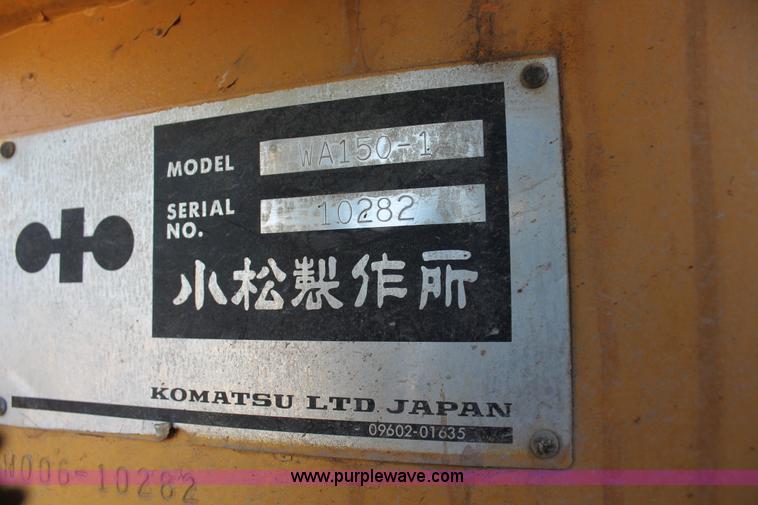 MODEL WA150-1
SERIAL NO. 10282
小松製作所
KOMATSU LTD. JAPAN
09602-01635
W006-10282
www.purplewave.com